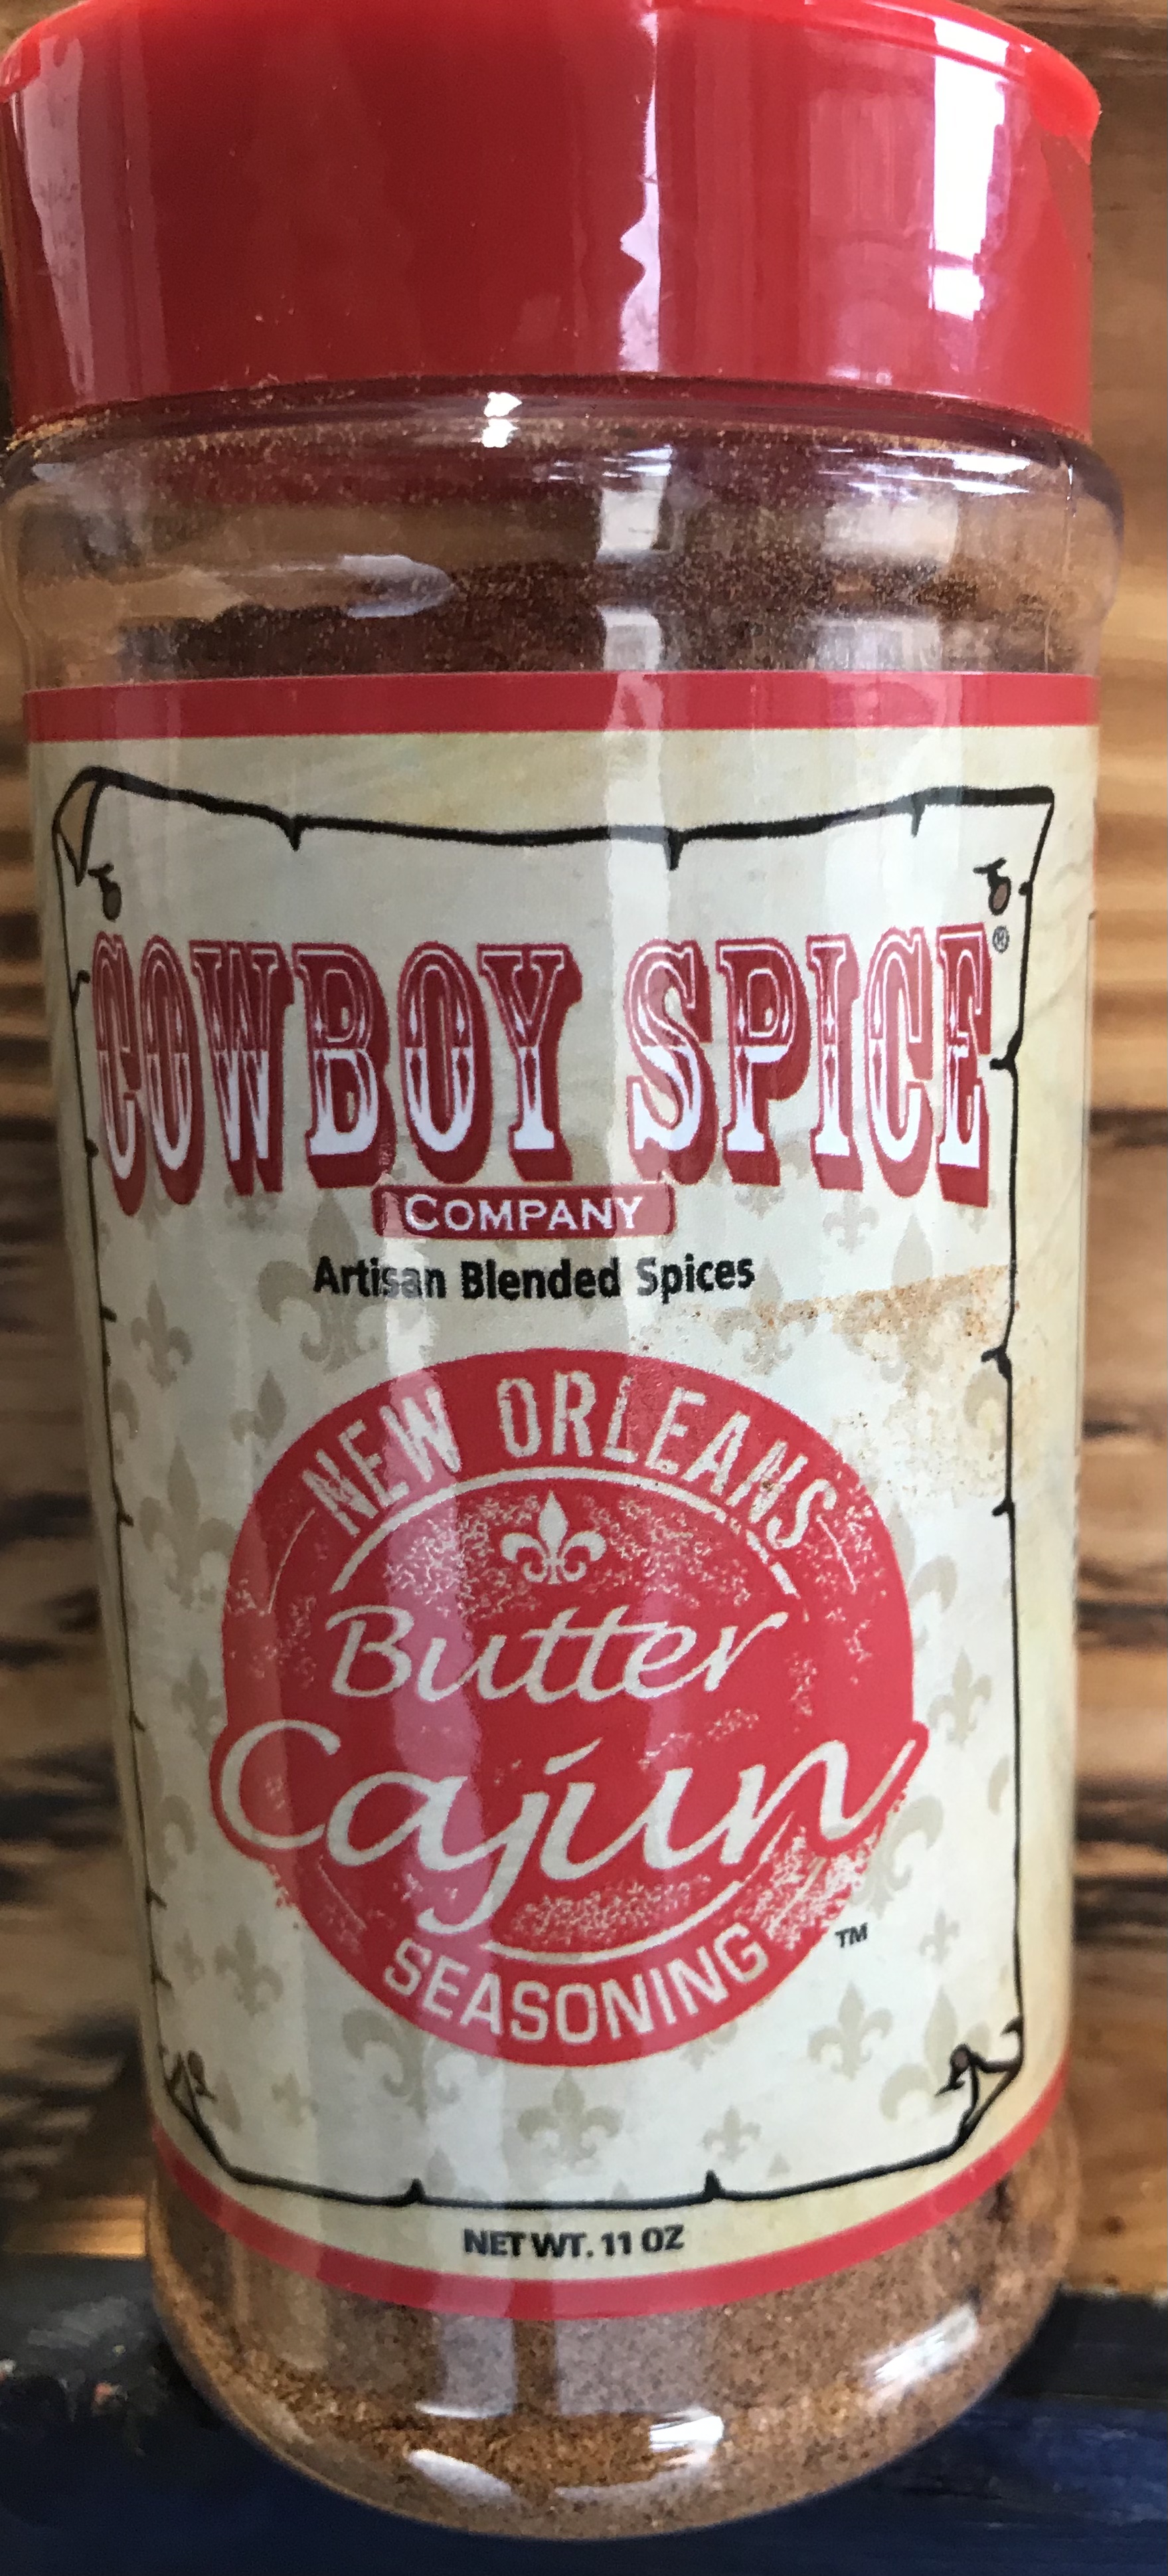 COWBOY SPICE®
COMPANY
Artisan Blended Spices
NEW ORLEANS
Butter
Cajun
SEASONING
™
NET WT. 11 OZ